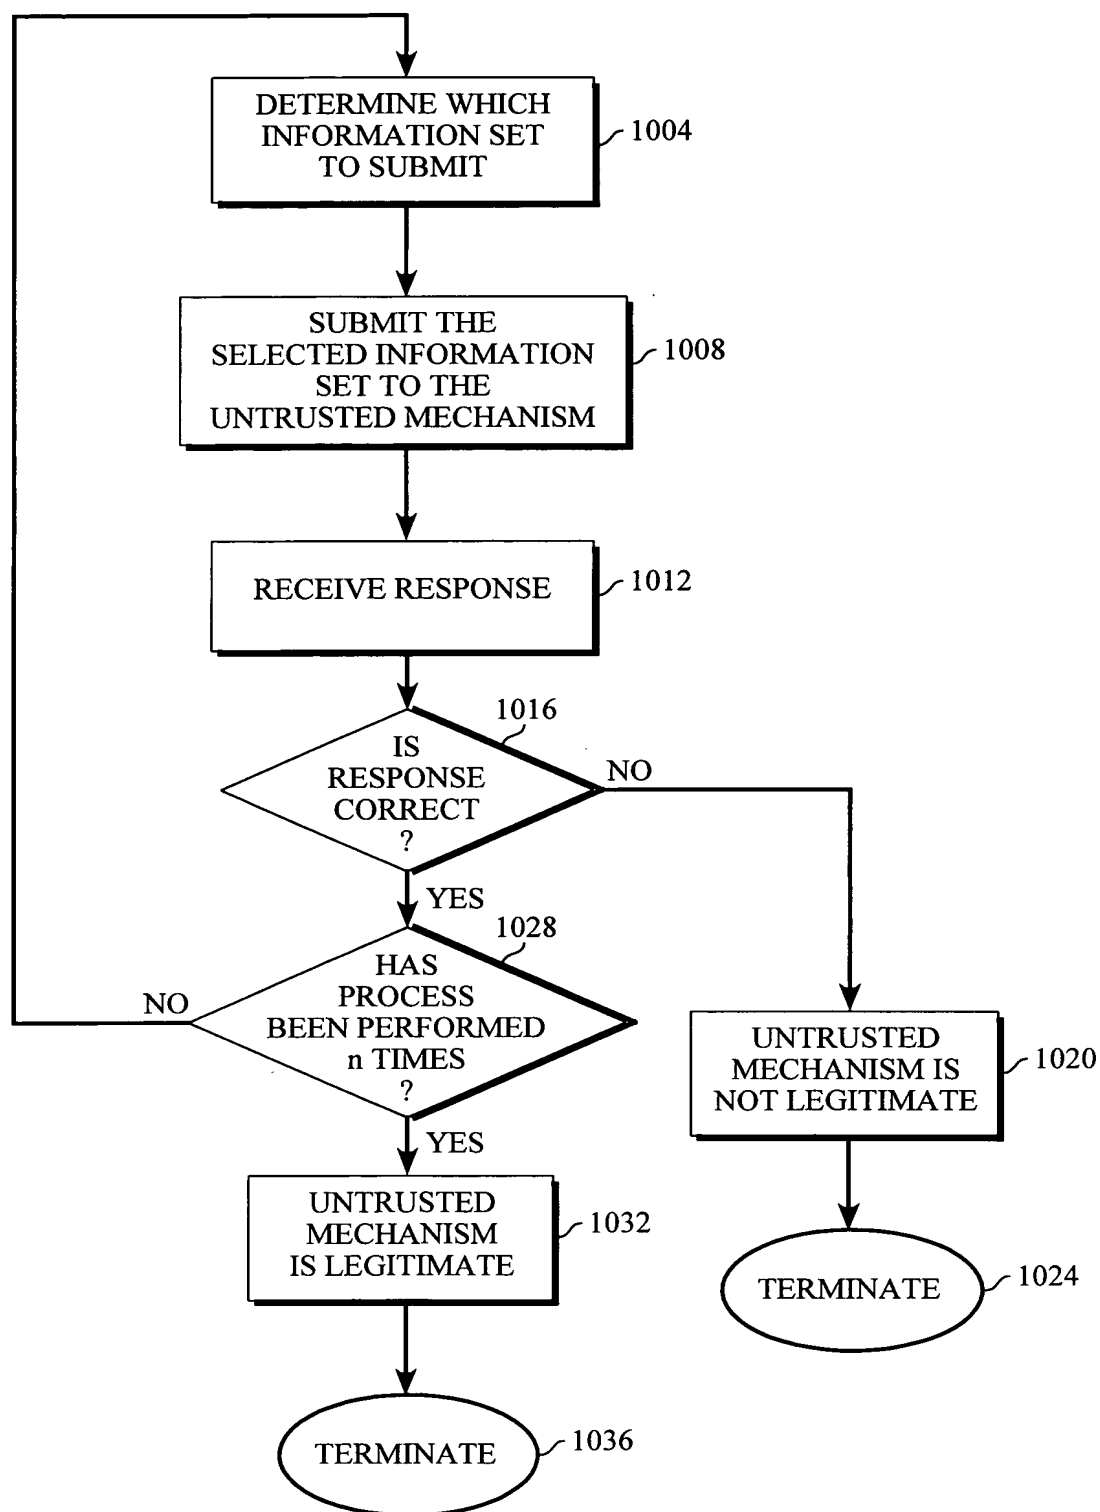 DETERMINE WHICH
INFORMATION SET
TO SUBMIT
1004
SUBMIT THE
SELECTED INFORMATION
SET TO THE
UNTRUSTED MECHANISM
1008
RECEIVE RESPONSE
1012
1016
IS
RESPONSE
CORRECT
?
NO
YES
1028
HAS
PROCESS
BEEN PERFORMED
n TIMES
?
NO
YES
UNTRUSTED
MECHANISM IS
NOT LEGITIMATE
1020
UNTRUSTED
MECHANISM
IS LEGITIMATE
1032
TERMINATE
1024
TERMINATE
1036